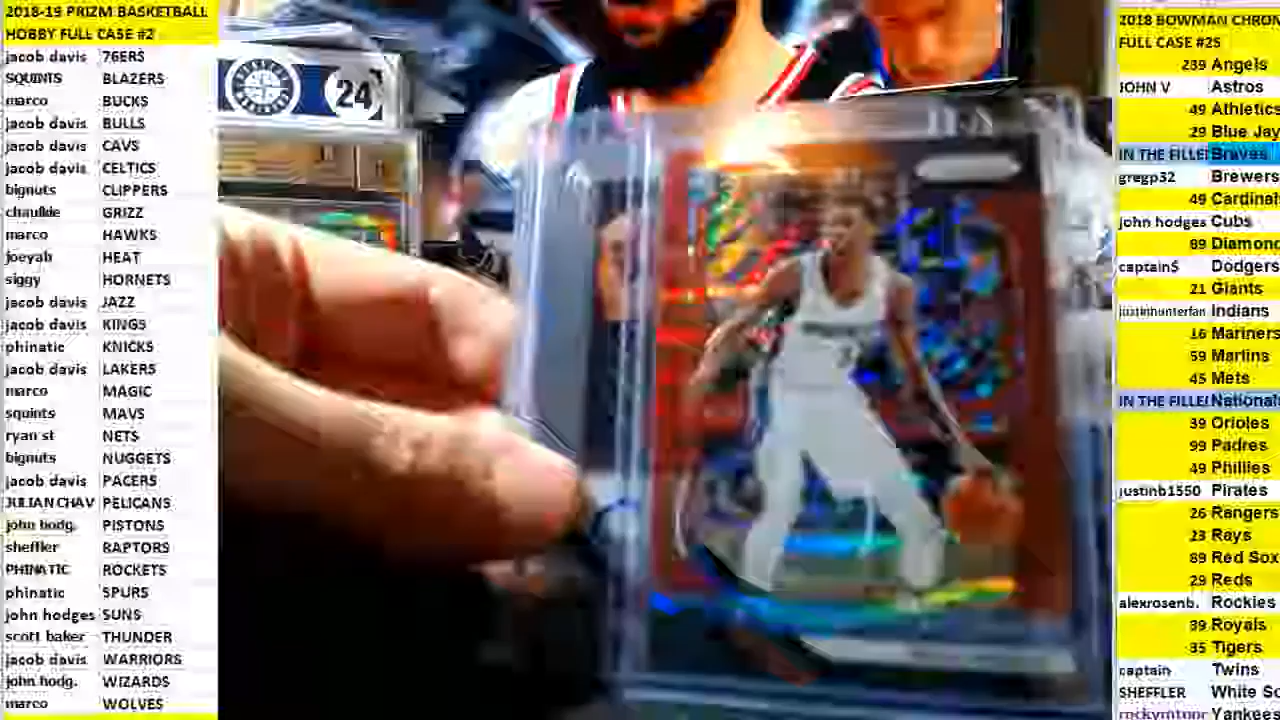 2018-19 PRIZM BASKETBALL
HOBBY FULL CASE #2
jacob davis 76ERS
SQUINTS BLAZERS
marco BUCKS
jacob davis BULLS
jacob davis CAVS
jacob davis CELTICS
bignuts CLIPPERS
GRIZZ
marco HAWKS
joeyah HEAT
siggy HORNETS
jacob davis JAZZ
jacob davis KINGS
phinatic KNICKS
jacob davis LAKERS
marco MAGIC
squints MAVS
ryan st NETS
bignuts NUGGETS
jacob davis PACERS
JULIAN CHAV PELICANS
john hodg. PISTONS
sheffler RAPTORS
PHINATIC ROCKETS
phinatic SPURS
john hodges SUNS
scott baker THUNDER
jacob davis WARRIORS
john hodg. WIZARDS
marco WOLVES
24
2018 BOWMAN CHRON
FULL CASE #25
239 Angels
JOHN V Astros
49 Athletics
29 Blue Jay
IN THE FILLE Braves
gregp32 Brewers
49 Cardinal
john hodges Cubs
89 Diamond
captain$ Dodgers
21 Giants
justinhunterfan Indians
16 Mariners
59 Marlins
45 Mets
IN THE FILLE National
39 Orioles
99 Padres
49 Phillies
justinb1550 Pirates
26 Rangers
23 Rays
89 Red Sox
29 Reds
alexrosenb. Rockies
39 Royals
35 Tigers
captain Twins
SHEFFLER White So
Yankees